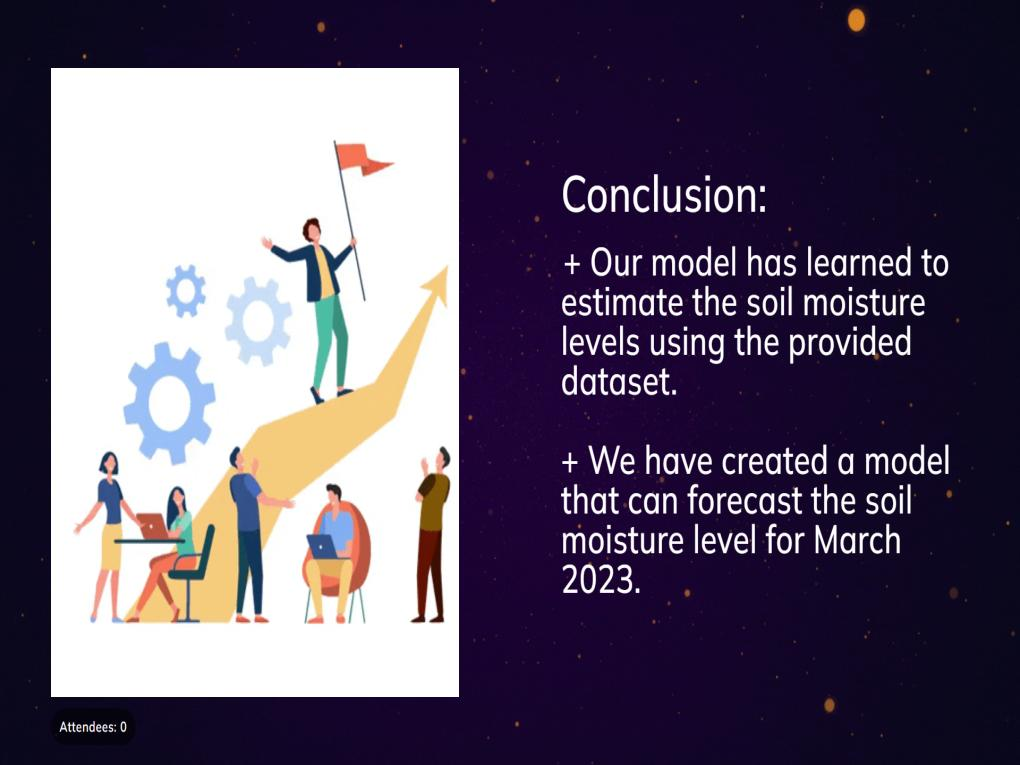 Conclusion:
+ Our model has learned to
estimate the soil moisture
levels using the provided
dataset.
+ We have created a model
that can forecast the soil
moisture level for March
2023.
Attendees: 0